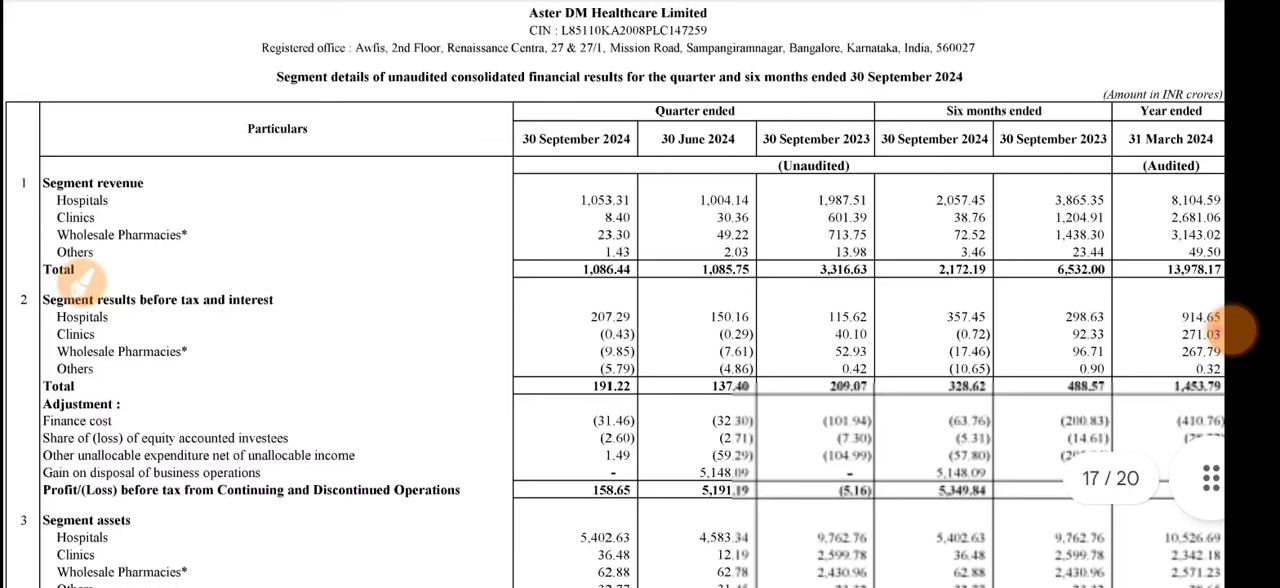 Aster DM Healthcare Limited
CIN : L85110KA2008PLC147259
Registered office : Awfis, 2nd Floor, Renaissance Centra, 27 & 27/1, Mission Road, Sampangiramnagar, Bangalore, Karnataka, India, 560027
Segment details of unaudited consolidated financial results for the quarter and six months ended 30 September 2024
(Amount in INR crores)
Particulars Quarter ended Six months ended Year ended
30 September 2024 30 June 2024 30 September 2023 30 September 2024 30 September 2023 31 March 2024
(Unaudited) (Audited)
1 Segment revenue
Hospitals 1,053.31 1,004.14 1,987.51 2,057.45 3,865.35 8,104.59
Clinics 8.40 30.36 601.39 38.76 1,204.91 2,681.06
Wholesale Pharmacies* 23.30 49.22 713.75 72.52 1,438.30 3,143.02
Others 1.43 2.03 13.98 3.46 23.44 49.50
Total 1,086.44 1,085.75 3,316.63 2,172.19 6,532.00 13,978.17
2 Segment results before tax and interest
Hospitals 207.29 150.16 115.62 357.45 298.63 914.65
Clinics (0.43) (0.29) 40.10 (0.72) 92.33 271.03
Wholesale Pharmacies* (9.85) (7.61) 52.93 (17.46) 96.71 267.79
Others (5.79) (4.86) 0.42 (10.65) 0.90 0.32
Total 191.22 137.40 209.07 328.62 488.57 1,453.79
Adjustment :
Finance cost (31.46) (32.30) (101.94) (63.76) (200.83) (410.76)
Share of (loss) of equity accounted investees (2.60) (2.71) (7.30) (5.31) (14.61)
Other unallocable expenditure net of unallocable income 1.49 (59.29) (104.99) (57.80)
Gain on disposal of business operations - 5,148.09 - 5,148.09
Profit/(Loss) before tax from Continuing and Discontinued Operations 158.65 5,191.19 (5.16) 5,349.84
17 / 20
3 Segment assets
Hospitals 5,402.63 4,583.34 9,762.76 5,402.63 9,762.76 10,526.69
Clinics 36.48 12.19 2,599.78 36.48 2,599.78 2,342.18
Wholesale Pharmacies* 62.88 62.78 2,430.96 62.88 2,430.96 2,571.23